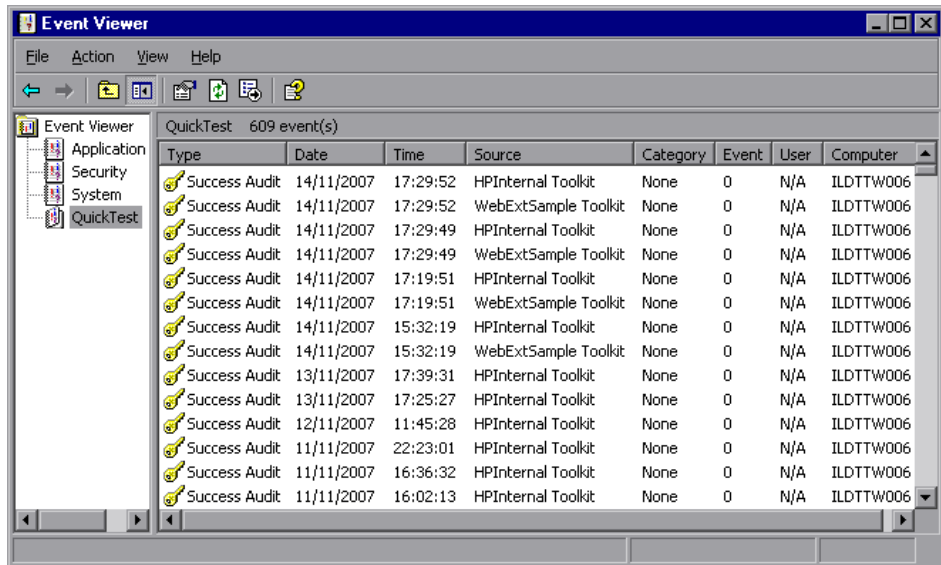 Event Viewer
File Action View Help
Event Viewer
Application
Security
System
QuickTest
QuickTest 609 event(s)
Type Date Time Source Category Event User Computer
Success Audit 14/11/2007 17:29:52 HPInternal Toolkit None 0 N/A ILDTTW006
Success Audit 14/11/2007 17:29:52 WebExtSample Toolkit None 0 N/A ILDTTW006
Success Audit 14/11/2007 17:29:49 HPInternal Toolkit None 0 N/A ILDTTW006
Success Audit 14/11/2007 17:29:49 WebExtSample Toolkit None 0 N/A ILDTTW006
Success Audit 14/11/2007 17:19:51 HPInternal Toolkit None 0 N/A ILDTTW006
Success Audit 14/11/2007 17:19:51 WebExtSample Toolkit None 0 N/A ILDTTW006
Success Audit 14/11/2007 15:32:19 HPInternal Toolkit None 0 N/A ILDTTW006
Success Audit 14/11/2007 15:32:19 WebExtSample Toolkit None 0 N/A ILDTTW006
Success Audit 13/11/2007 17:39:31 HPInternal Toolkit None 0 N/A ILDTTW006
Success Audit 13/11/2007 17:25:27 HPInternal Toolkit None 0 N/A ILDTTW006
Success Audit 12/11/2007 11:45:28 HPInternal Toolkit None 0 N/A ILDTTW006
Success Audit 11/11/2007 22:23:01 HPInternal Toolkit None 0 N/A ILDTTW006
Success Audit 11/11/2007 16:36:32 HPInternal Toolkit None 0 N/A ILDTTW006
Success Audit 11/11/2007 16:02:13 HPInternal Toolkit None 0 N/A ILDTTW006